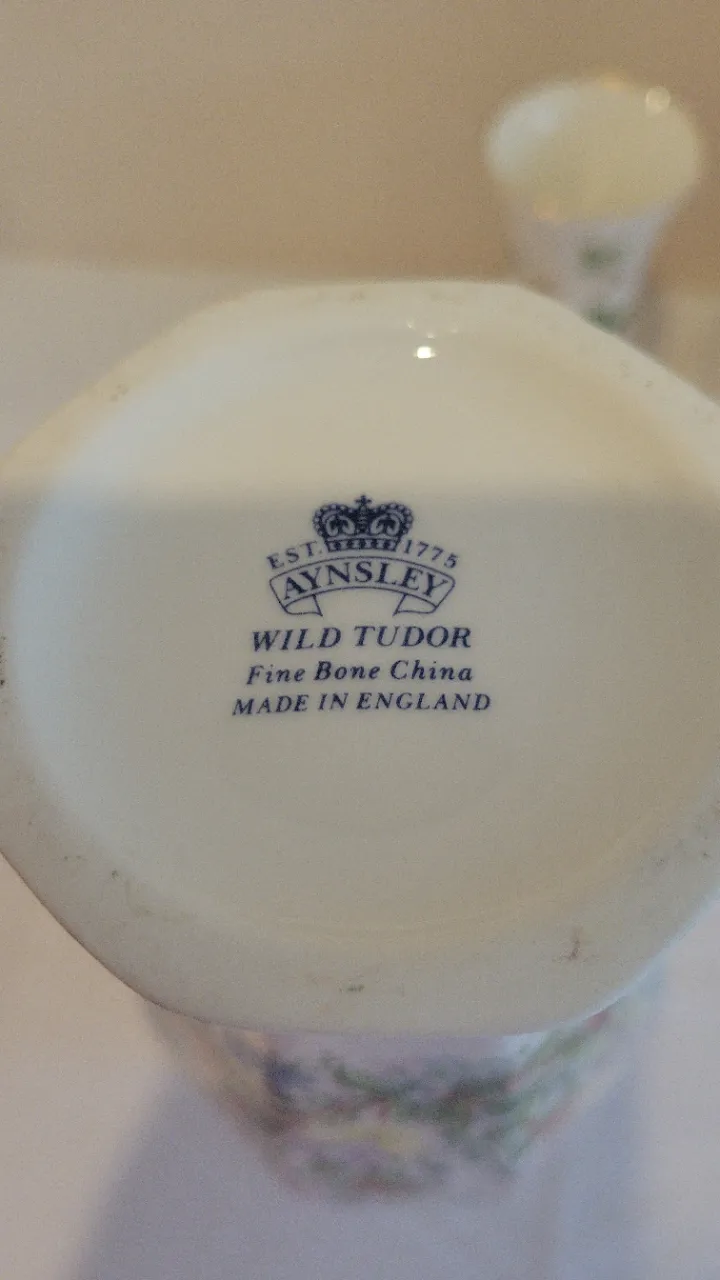 EST. 1775
AYNSLEY
WILD TUDOR
Fine Bone China
MADE IN ENGLAND